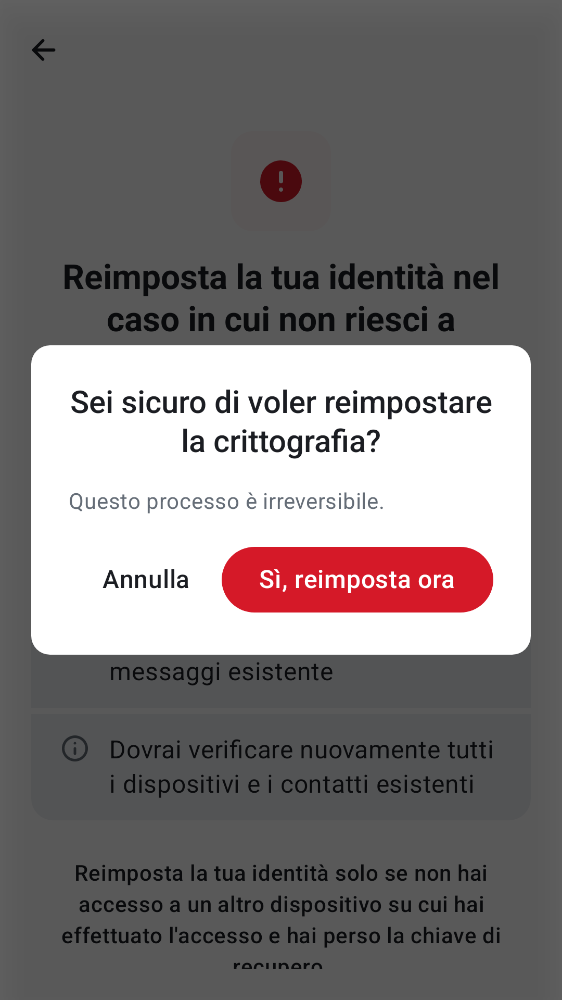 Reimposta la tua identità nel
caso in cui non riesci a
Sei sicuro di voler reimpostare
la crittografia?
Questo processo è irreversibile.
Annulla
Sì, reimposta ora
messaggi esistente
Dovrai verificare nuovamente tutti
i dispositivi e i contatti esistenti
Reimposta la tua identità solo se non hai
accesso a un altro dispositivo su cui hai
effettuato l'accesso e hai perso la chiave di
recupero